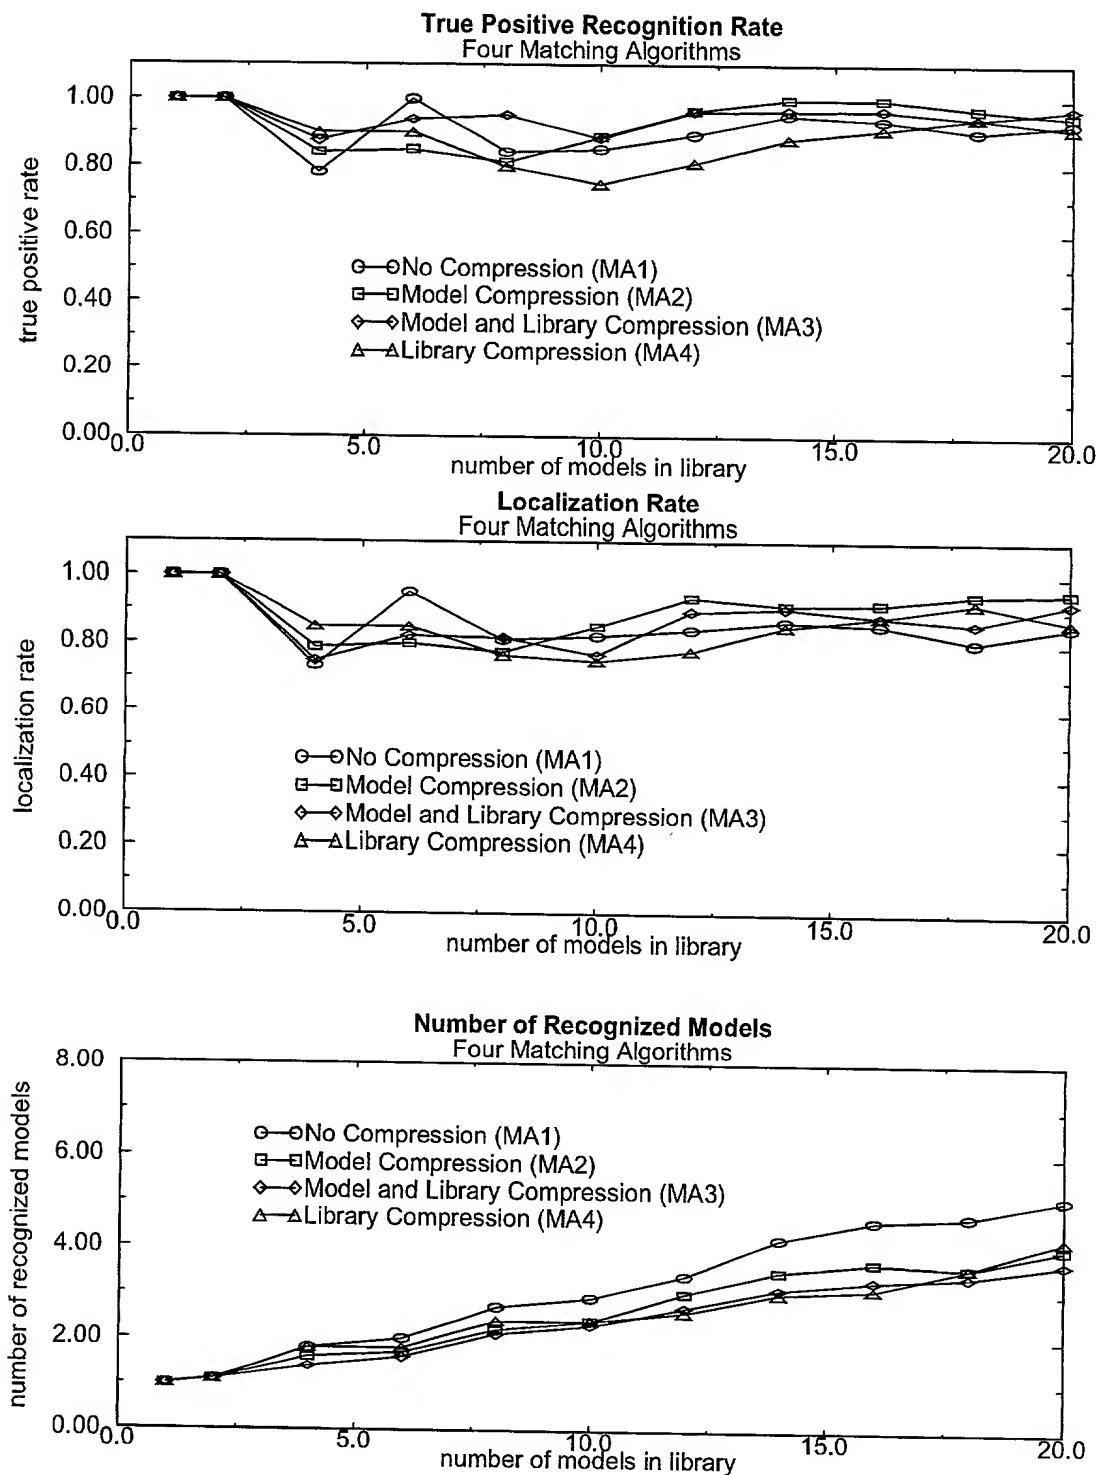 True Positive Recognition Rate
Four Matching Algorithms
1.00
0.80
0.60
0.40
0.20
0.00
true positive rate
No Compression (MA1)
Model Compression (MA2)
Model and Library Compression (MA3)
Library Compression (MA4)
0.0 5.0 10.0 15.0 20.0
number of models in library
Localization Rate
Four Matching Algorithms
1.00
0.80
0.60
0.40
0.20
0.00
localization rate
No Compression (MA1)
Model Compression (MA2)
Model and Library Compression (MA3)
Library Compression (MA4)
0.0 5.0 10.0 15.0 20.0
number of models in library
Number of Recognized Models
Four Matching Algorithms
8.00
6.00
4.00
2.00
0.00
number of recognized models
No Compression (MA1)
Model Compression (MA2)
Model and Library Compression (MA3)
Library Compression (MA4)
0.0 5.0 10.0 15.0 20.0
number of models in library